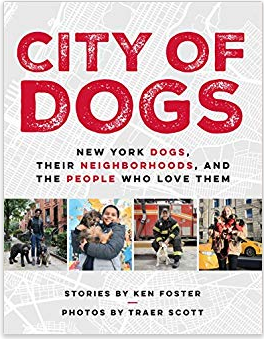 CITY OF
DOGS
NEW YORK DOGS,
THEIR NEIGHBORHOODS, AND
THE PEOPLE WHO LOVE THEM
STORIES BY KEN FOSTER
PHOTOS BY TRAER SCOTT